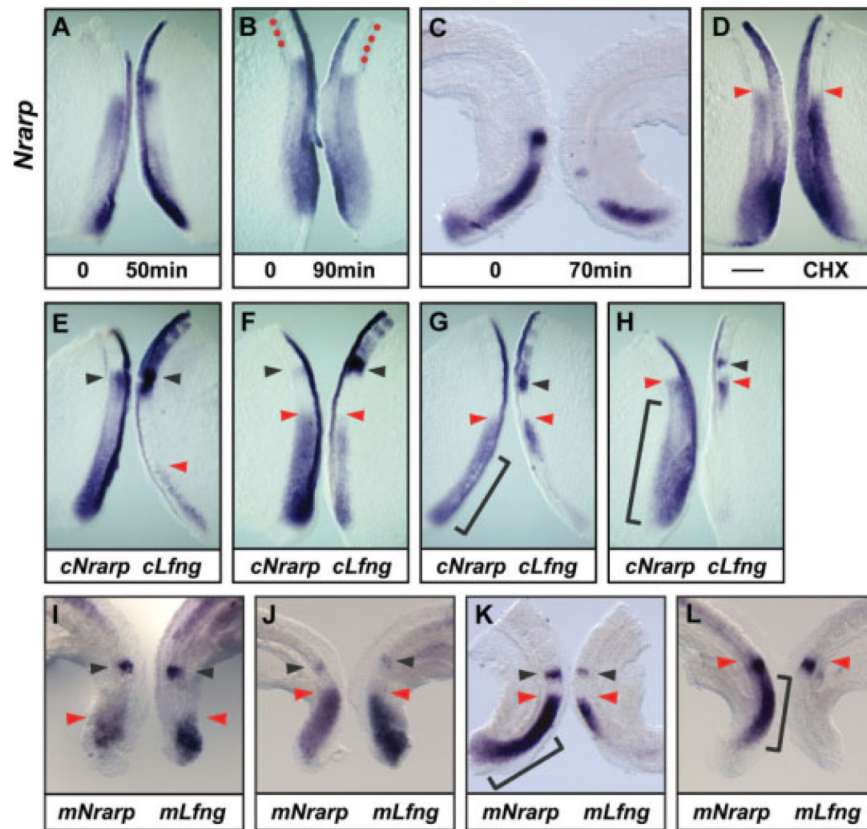 A B C D
Nrarp
0 50min 0 90min 0 70min — CHX
E F G H
cNrarp cLfng cNrarp cLfng cNrarp cLfng cNrarp cLfng
I J K L
mNrarp mLfng mNrarp mLfng mNrarp mLfng mNrarp mLfng